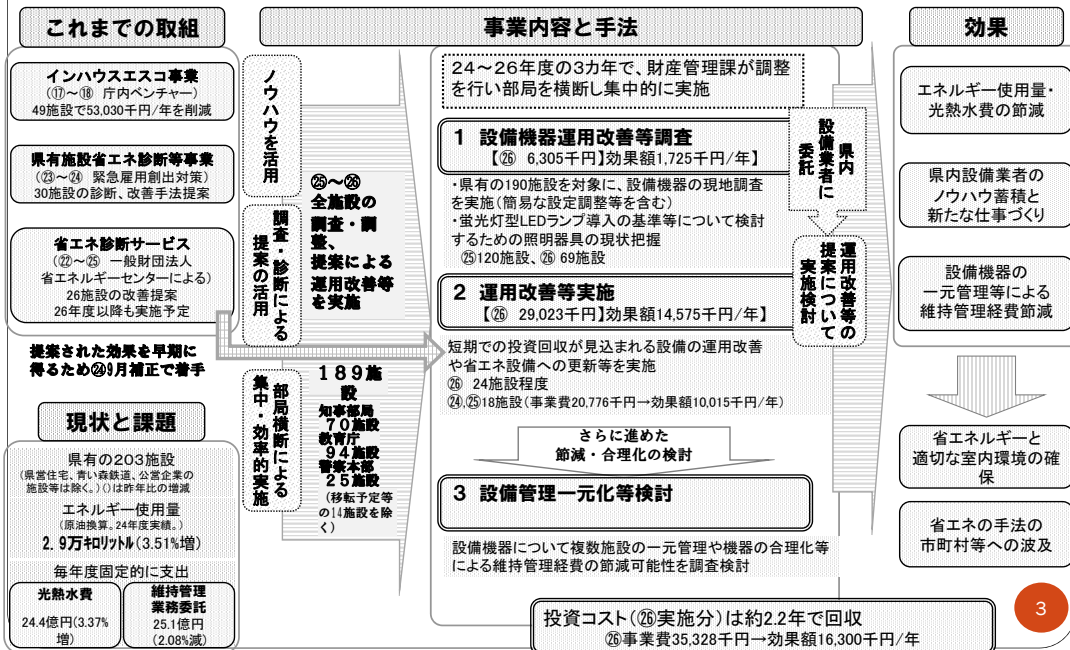 これまでの取組
インハウスエスコ事業
(⑰～⑱ 庁内ベンチャー)
49施設で53,030千円/年を削減
県有施設省エネ診断等事業
(㉓～㉔ 緊急雇用創出対策)
30施設の診断、改善手法提案
省エネ診断サービス
(㉒～㉕ 一般財団法人
省エネルギーセンターによる)
26施設の改善提案
26年度以降も実施予定
提案された効果を早期に
得るため㉔9月補正で着手
現状と課題
県有の203施設
(県営住宅、青い森鉄道、公営企業の
施設等は除く。)()は昨年比の増減
エネルギー使用量
(原油換算。24年度実績。)
2.9万キロリットル(3.51%増)
毎年度固定的に支出
光熱水費
24.4億円(3.37%
増)
維持管理
業務委託
25.1億円
(2.08%減)
事業内容と手法
ノウハウを活用
調査・診断による
提案の活用
部局横断による
集中・効率的実施
㉕～㉖
全施設の
調査・調
整、
提案による
運用改善等
を実施
189施
設
知事部局
70施設
教育庁
94施設
警察本部
25施設
(移転予定等
の14施設を除
く)
24～26年度の3カ年で、財産管理課が調整
を行い部局を横断し集中的に実施
1 設備機器運用改善等調査
【㉖ 6,305千円】効果額1,725千円/年】
・県有の190施設を対象に、設備機器の現地調査
を実施(簡易な設定調整等を含む)
・蛍光灯型LEDランプ導入の基準等について検討
するための照明器具の現状把握
㉕120施設、㉖ 69施設
2 運用改善等実施
【㉖ 29,023千円】効果額14,575千円/年】
短期での投資回収が見込まれる設備の運用改善
や省エネ設備への更新等を実施
㉖ 24施設程度
㉔,㉕18施設(事業費20,776千円→効果額10,015千円/年)
さらに進めた
節減・合理化の検討
3 設備管理一元化等検討
設備機器について複数施設の一元管理や機器の合理化等
による維持管理経費の節減可能性を調査検討
県内
設備業者に
委託
運用改善等の
提案について
実施検討
投資コスト(㉖実施分)は約2.2年で回収
㉖事業費35,328千円→効果額16,300千円/年
効果
エネルギー使用量・
光熱水費の節減
県内設備業者の
ノウハウ蓄積と
新たな仕事づくり
設備機器の
一元管理等による
維持管理経費節減
省エネルギーと
適切な室内環境の確
保
省エネの手法の
市町村等への波及
3